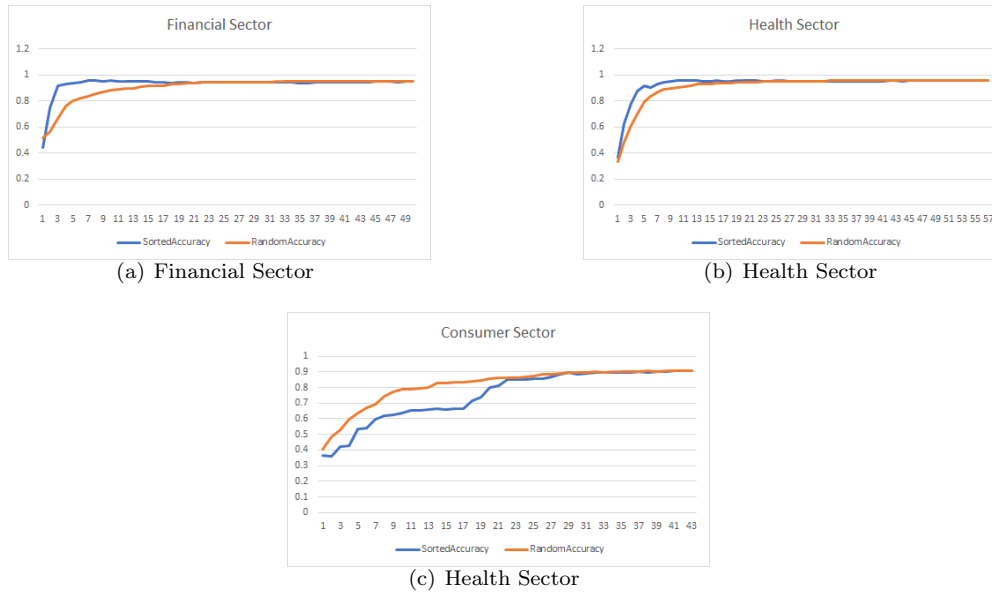 Financial Sector
1.2
1
0.8
0.6
0.4
0.2
0
1 3 5 7 9 11 13 15 17 19 21 23 25 27 29 31 33 35 37 39 41 43 45 47 49
SortedAccuracy RandomAccuracy
(a) Financial Sector
Health Sector
1.2
1
0.8
0.6
0.4
0.2
0
1 3 5 7 9 11 13 15 17 19 21 23 25 27 29 31 33 35 37 39 41 43 45 47 49 51 53 55 57
SortedAccuracy RandomAccuracy
(b) Health Sector
Consumer Sector
1
0.9
0.8
0.7
0.6
0.5
0.4
0.3
0.2
0.1
0
1 3 5 7 9 11 13 15 17 19 21 23 25 27 29 31 33 35 37 39 41 43
SortedAccuracy RandomAccuracy
(c) Health Sector